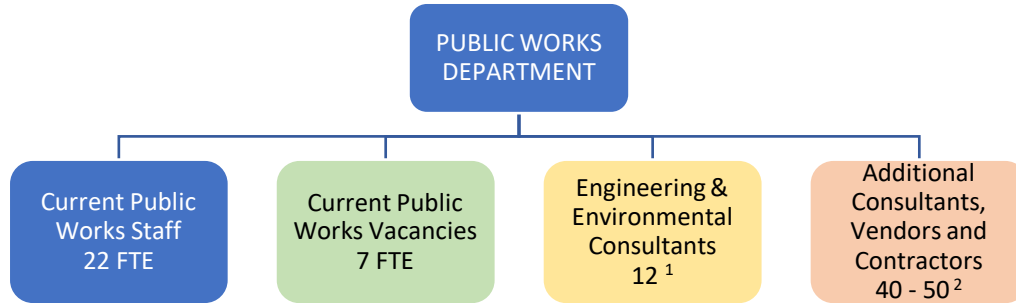 PUBLIC WORKS
DEPARTMENT
Current Public
Works Staff
22 FTE
Current Public
Works Vacancies
7 FTE
Engineering &
Environmental
Consultants
12 ¹
Additional
Consultants,
Vendors and
Contractors
40 - 50 ²